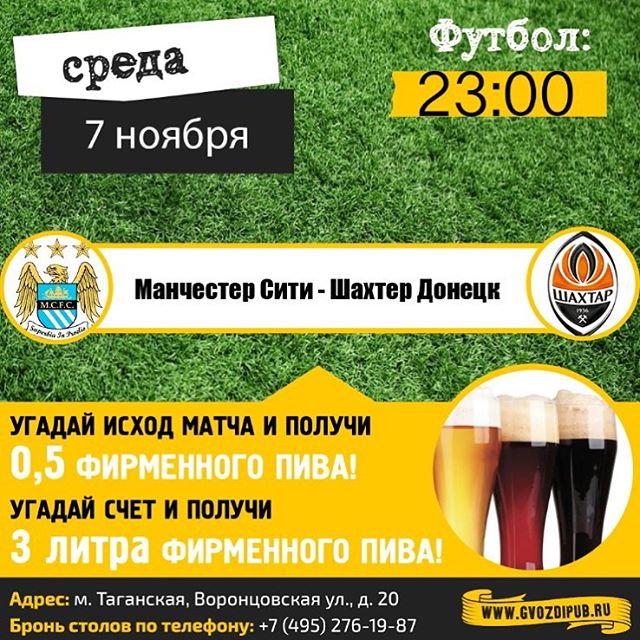 среда
7 ноября
Футбол:
23:00
M.C.F.C.
Superbia In Prœlio
Манчестер Сити - Шахтер Донецк
ШАХТАР
1936
УГАДАЙ ИСХОД МАТЧА И ПОЛУЧИ
0,5 ФИРМЕННОГО ПИВА!
УГАДАЙ СЧЕТ И ПОЛУЧИ
3 литра ФИРМЕННОГО ПИВА!
Адрес: м. Таганская, Воронцовская ул., д. 20
Бронь столов по телефону: +7 (495) 276-19-87
WWW.GVOZDIPUB.RU